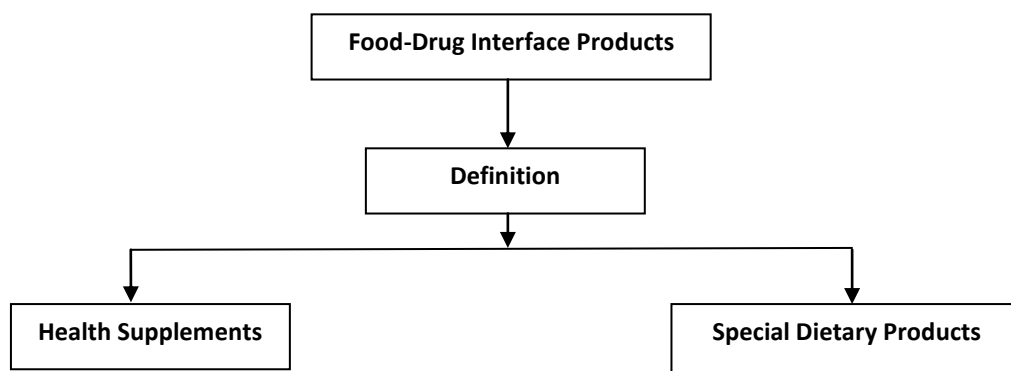 Food-Drug Interface Products
Definition
Health Supplements
Special Dietary Products